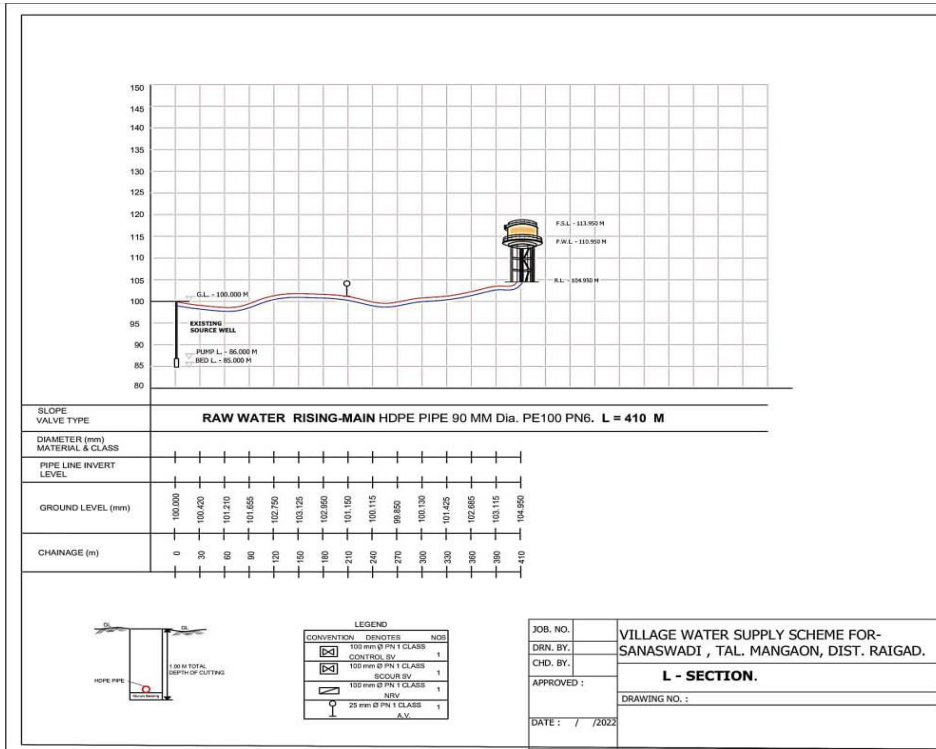 150
145
140
135
130
125
120
115
110
105
100
95
90
85
80
F.S.L. - 113.950 M
F.W.L. - 110.950 M
R.L. - 104.950 M
G.L. - 100.000 M
EXISTING
SOURCE WELL
PUMP L. - 86.000 M
BED L. - 85.000 M
SLOPE
VALVE TYPE
RAW WATER RISING-MAIN HDPE PIPE 90 MM Dia. PE100 PN6. L = 410 M
DIAMETER (mm)
MATERIAL & CLASS
PIPE LINE INVERT
LEVEL
GROUND LEVEL (mm) 100.000 100.420 101.210 101.655 102.750 103.125 102.950 101.150 100.115 99.850 100.130 101.425 102.685 103.115 104.950
CHAINAGE (m) 0 30 60 90 120 150 180 210 240 270 300 330 360 390 410
GL GL
1.00 M TOTAL
DEPTH OF CUTTING
HDPE PIPE
LEGEND
CONVENTION DENOTES NOS
100 mm Ø PN 1 CLASS
CONTROL SV 1
100 mm Ø PN 1 CLASS
SCOUR SV 1
100 mm Ø PN 1 CLASS
NRV 1
25 mm Ø PN 1 CLASS
A.V. 1
JOB. NO.
DRN. BY.
CHD. BY.
APPROVED :
DATE : / /2022
VILLAGE WATER SUPPLY SCHEME FOR-
SANASWADI , TAL. MANGAON, DIST. RAIGAD.
L - SECTION.
DRAWING NO. :